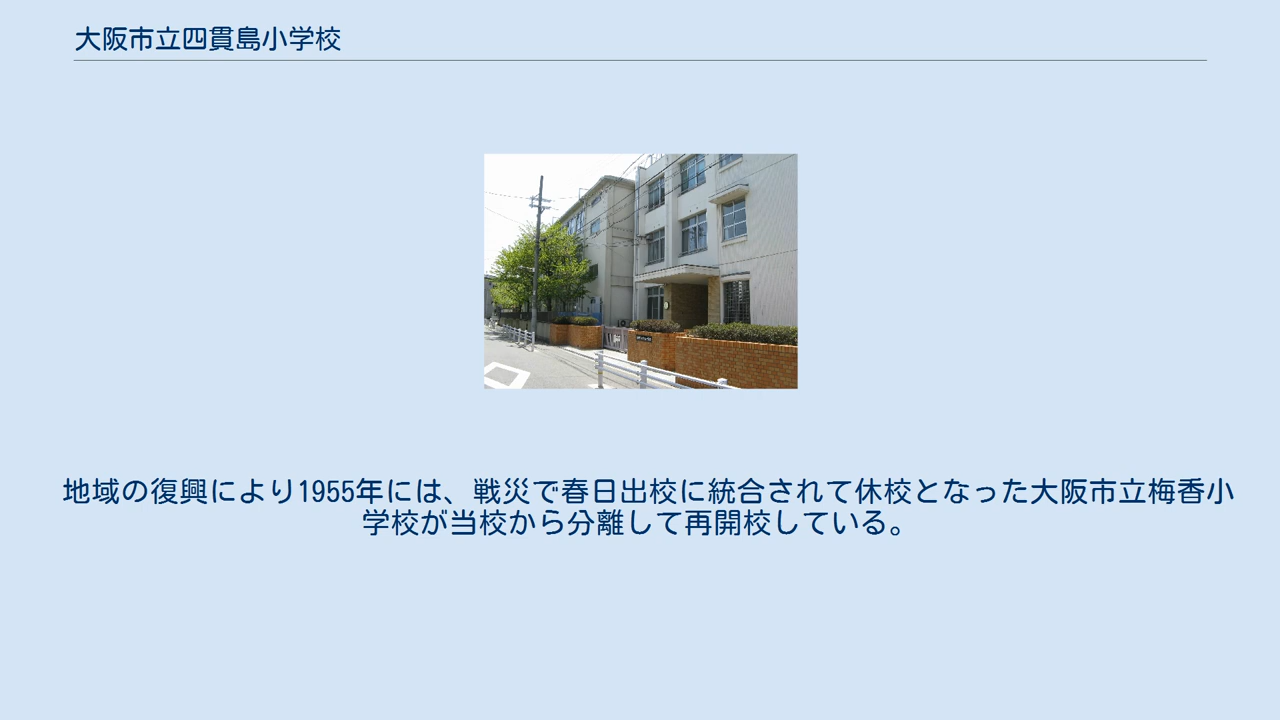 大阪市立四貫島小学校
地域の復興により1955年には、戦災で春日出校に統合されて休校となった大阪市立梅香小
学校が当校から分離して再開校している。